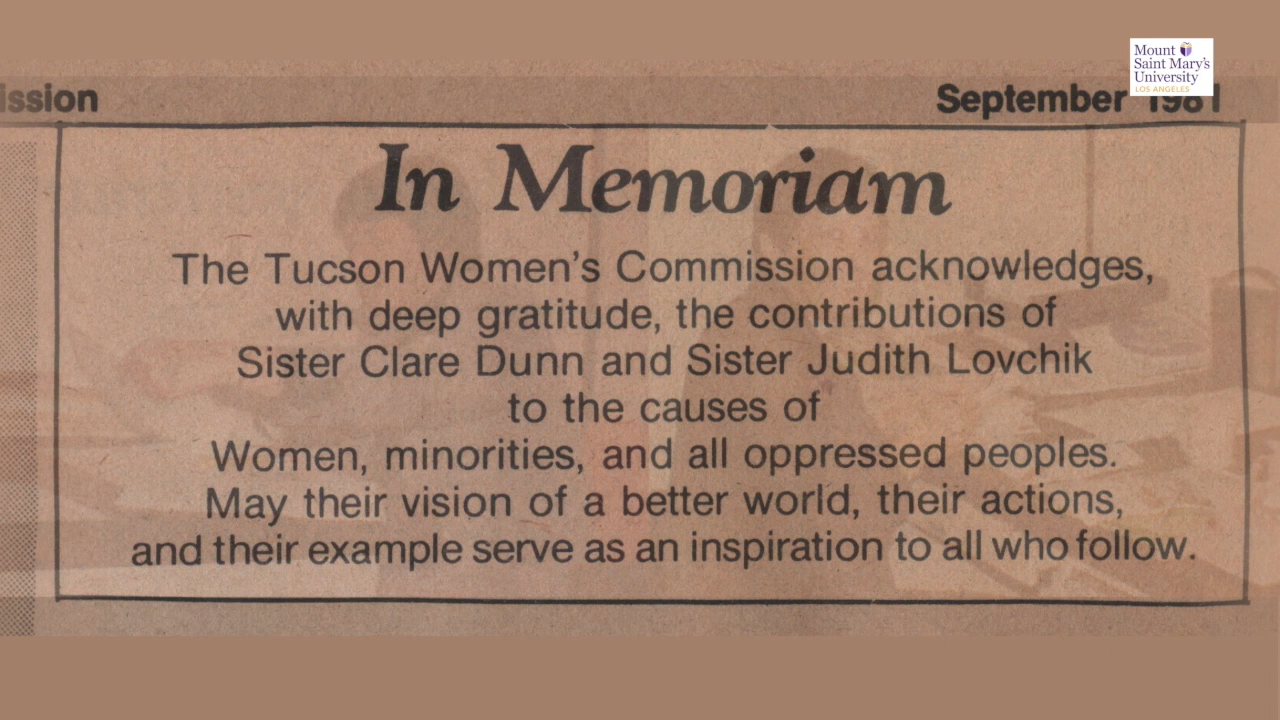 Mount
Saint Mary's
University
LOS ANGELES
ission
September 1981
In Memoriam
The Tucson Women's Commission acknowledges,
with deep gratitude, the contributions of
Sister Clare Dunn and Sister Judith Lovchik
to the causes of
Women, minorities, and all oppressed peoples.
May their vision of a better world, their actions,
and their example serve as an inspiration to all who follow.